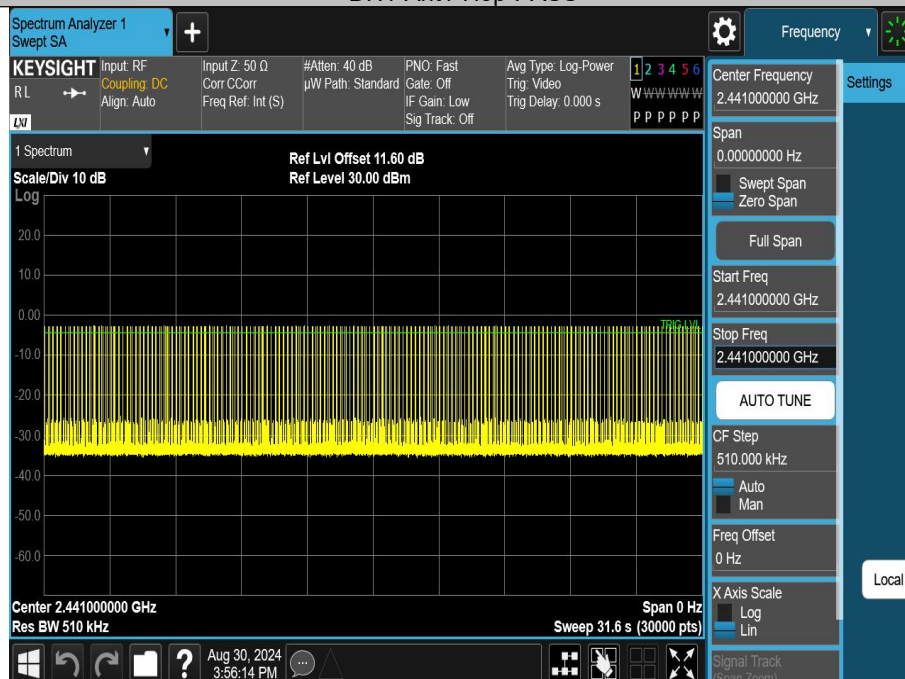 Spectrum Analyzer 1
Swept SA
Frequency
KEYSIGHT
R L
LXI
Input: RF
Coupling: DC
Align: Auto
Input Z: 50 Ω
Corr CCorr
Freq Ref: Int (S)
#Atten: 40 dB
µW Path: Standard
PNO: Fast
Gate: Off
IF Gain: Low
Sig Track: Off
Avg Type: Log-Power
Trig: Video
Trig Delay: 0.000 s
1 2 3 4 5 6
W W W W W W
P P P P P P
Center Frequency
2.441000000 GHz
Settings
Span
0.00000000 Hz
Swept Span
Zero Span
Full Span
Start Freq
2.441000000 GHz
Stop Freq
2.441000000 GHz
AUTO TUNE
CF Step
510.000 kHz
Auto
Man
Freq Offset
0 Hz
X Axis Scale
Log
Lin
Signal Track
(Span Zoom)
Local
1 Spectrum
Scale/Div 10 dB
Ref Lvl Offset 11.60 dB
Ref Level 30.00 dBm
Log
20.0
10.0
0.00
TRIG LVL
-10.0
-20.0
-30.0
-40.0
-50.0
-60.0
Center 2.441000000 GHz
Span 0 Hz
Res BW 510 kHz
Sweep 31.6 s (30000 pts)
?
Aug 30, 2024
3:56:14 PM